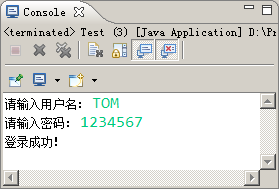 Console
<terminated> Test (3) [Java Application] D:\Pr
请输入用户名: TOM
请输入密码: 1234567
登录成功!